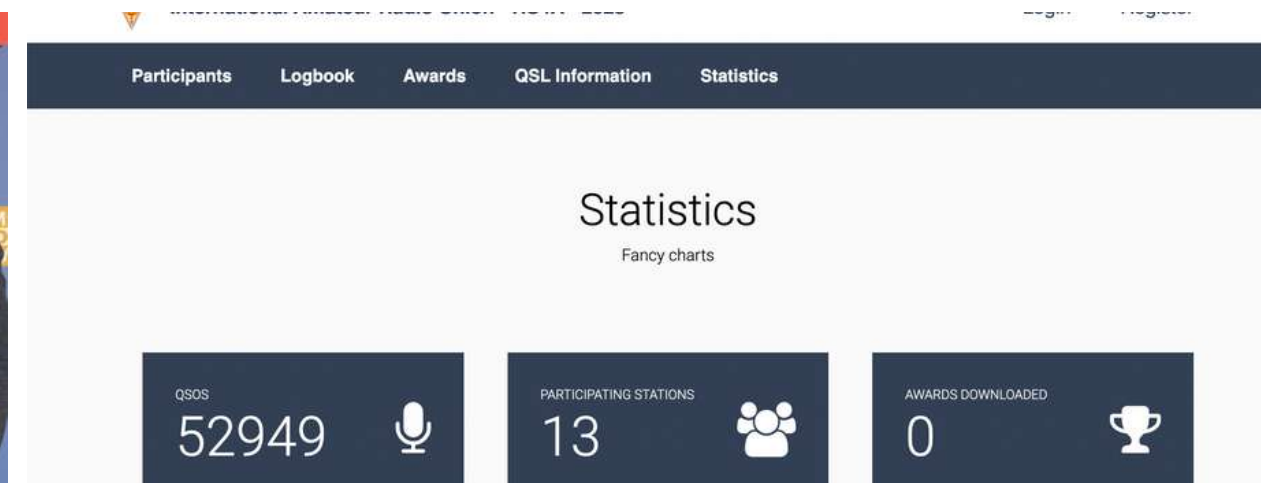 Participants Logbook Awards QSL Information Statistics
Statistics
Fancy charts
QSOS
52949
PARTICIPATING STATIONS
13
AWARDS DOWNLOADED
0